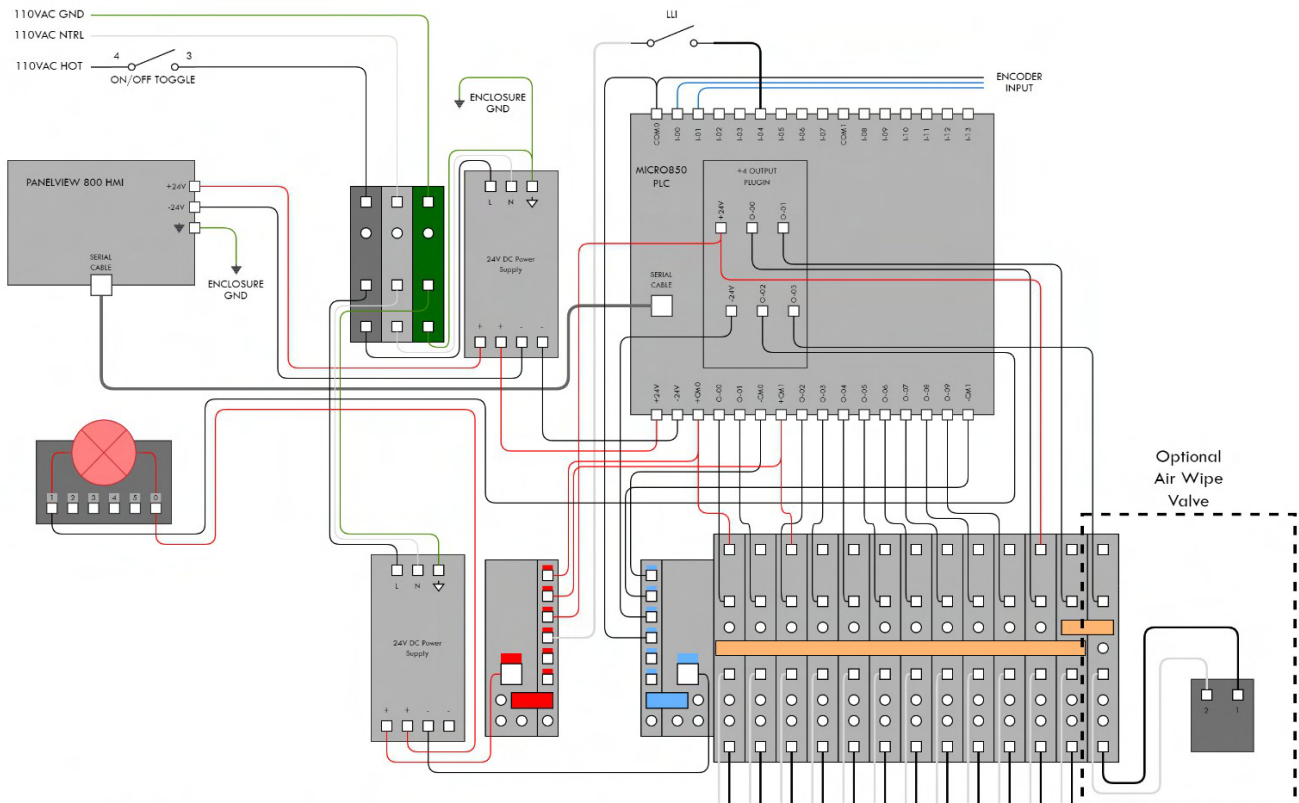 110VAC GND
110VAC NTRL
110VAC HOT
4
3
ON/OFF TOGGLE
LLI
ENCODER
INPUT
ENCLOSURE
GND
COM0
I-00
I-01
I-02
I-03
I-04
I-05
I-06
I-07
COM1
I-08
I-09
I-10
I-11
I-12
I-13
PANELVIEW 800 HMI
+24V
-24V
SERIAL
CABLE
ENCLOSURE
GND
L
N
24V DC Power
Supply
+
+
-
-
MICRO850
PLC
+4 OUTPUT
PLUGIN
+24V
O-00
O-01
-24V
O-02
O-03
SERIAL
CABLE
+24V
-24V
+CM0
O-00
O-01
-CM0
+CM1
O-02
O-03
O-04
O-05
O-06
O-07
O-08
O-09
-CM1
1
2
3
4
5
0
L
N
24V DC Power
Supply
+
+
-
-
Optional
Air Wipe
Valve
2
1